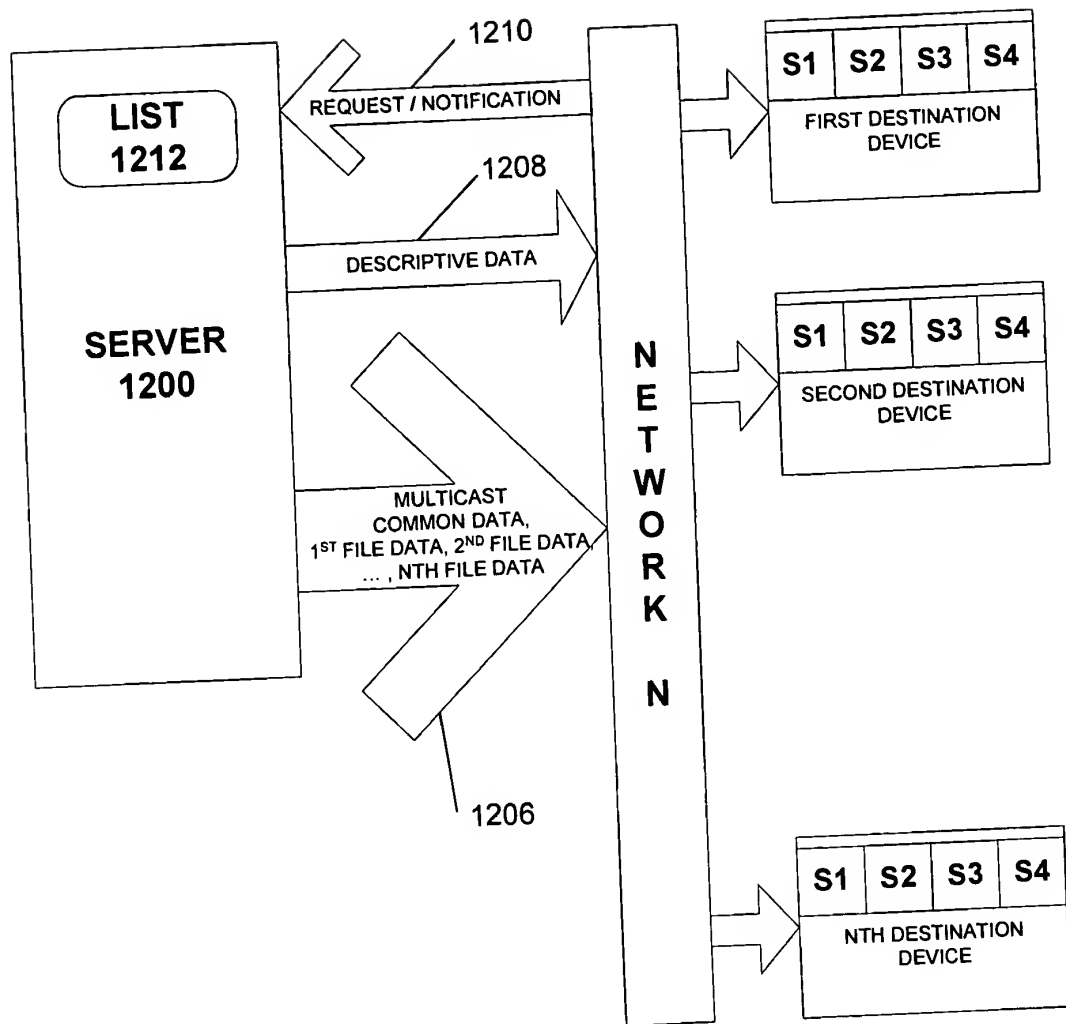 1210
LIST
1212
REQUEST / NOTIFICATION
S1 S2 S3 S4
FIRST DESTINATION
DEVICE
1208
DESCRIPTIVE DATA
SERVER
1200
S1 S2 S3 S4
SECOND DESTINATION
DEVICE
NETWORK N
MULTICAST
COMMON DATA,
1ST FILE DATA, 2ND FILE DATA,
... , NTH FILE DATA
1206
S1 S2 S3 S4
NTH DESTINATION
DEVICE